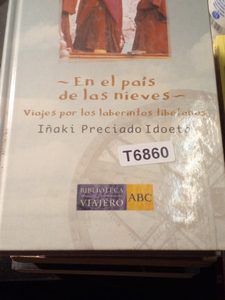 ~ En el país
de las nieves ~
Viajes por los laberintos tibetanos
Iñaki Preciado Idoeta
T6860
BIBLIOTECA
VIAJERO
ABC